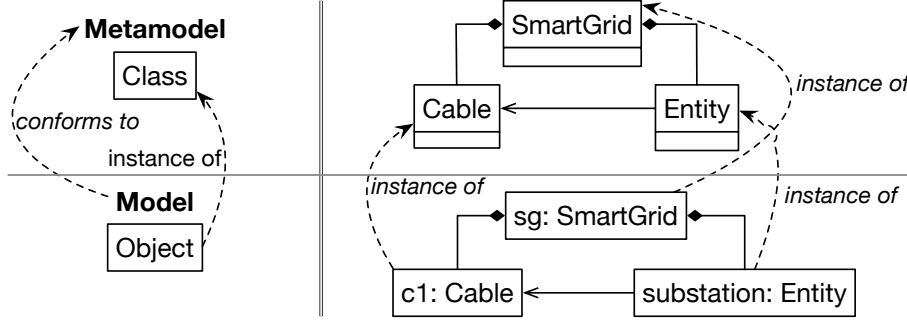 Metamodel
Class
conforms to
instance of
Model
Object
SmartGrid
instance of
Cable
Entity
instance of
instance of
sg: SmartGrid
c1: Cable
substation: Entity